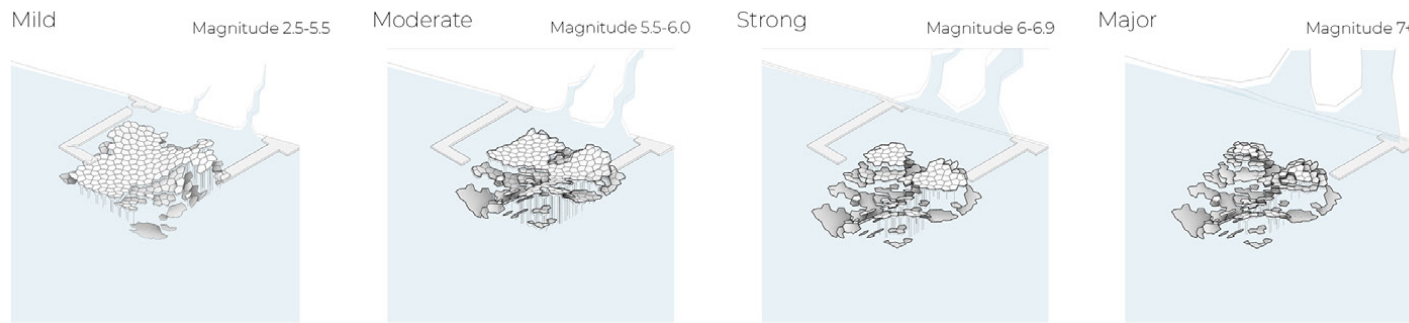 Mild
Magnitude 2.5-5.5
Moderate
Magnitude 5.5-6.0
Strong
Magnitude 6-6.9
Major
Magnitude 7+